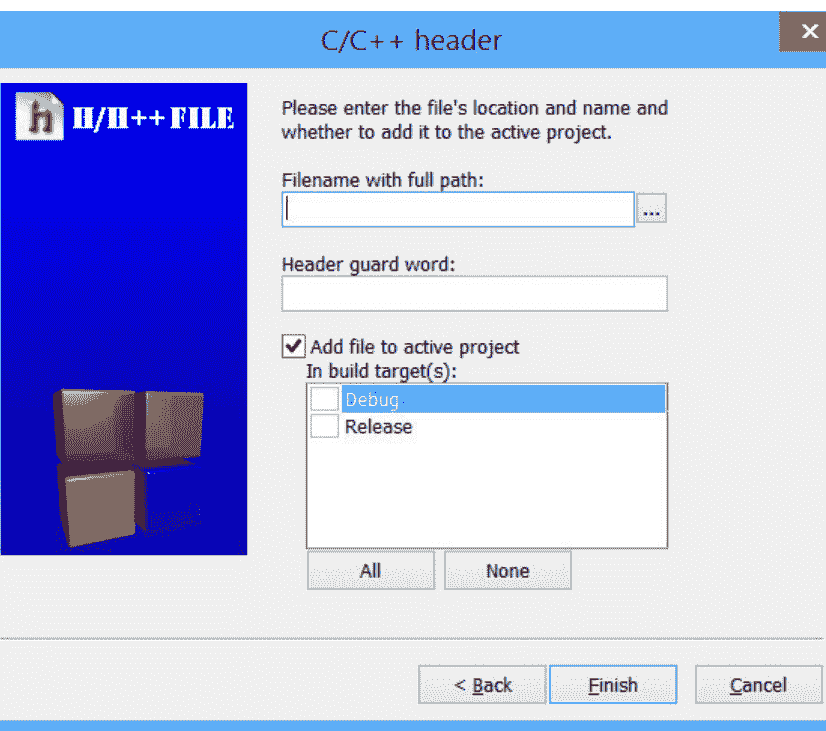 C/C++ header
h H/H++ FILE
Please enter the file's location and name and
whether to add it to the active project.
Filename with full path:
...
Header guard word:
Add file to active project
In build target(s):
Debug
Release
All
None
< Back
Finish
Cancel